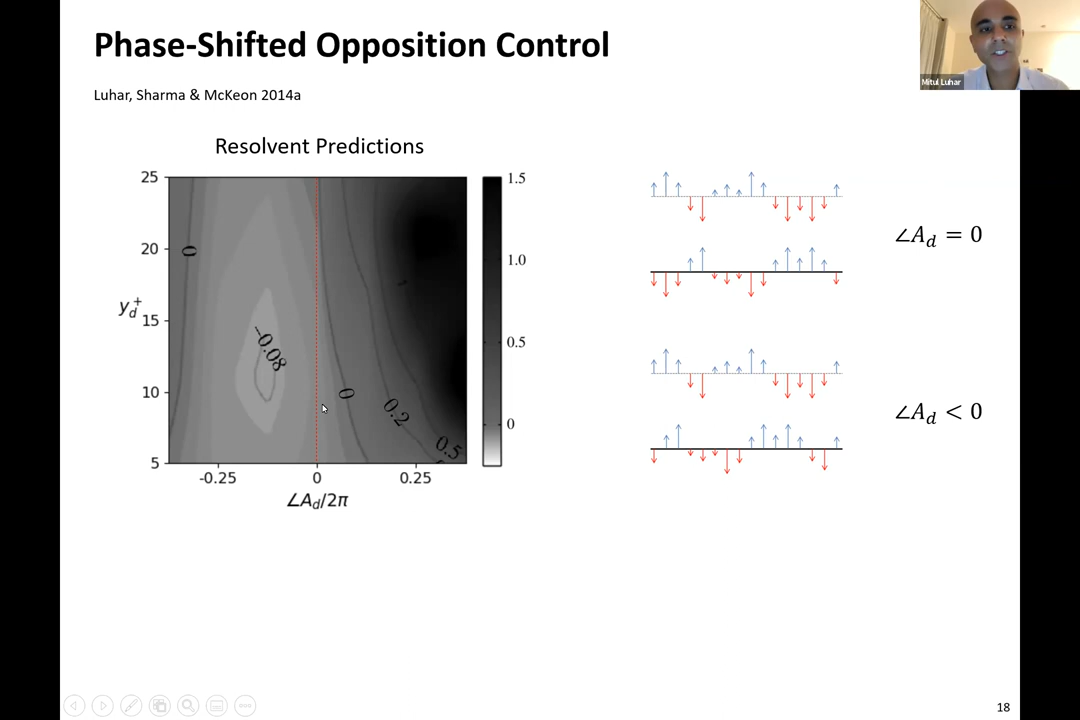 Phase-Shifted Opposition Control
Mitul Luhar
Luhar, Sharma & McKeon 2014a
Resolvent Predictions
25
20
15
10
5
y_d^+
0
−0.08
0
0.2
0.5
1
-0.25
0
0.25
∠A_d/2π
1.5
1.0
0.5
0
∠A_d = 0
∠A_d < 0
18